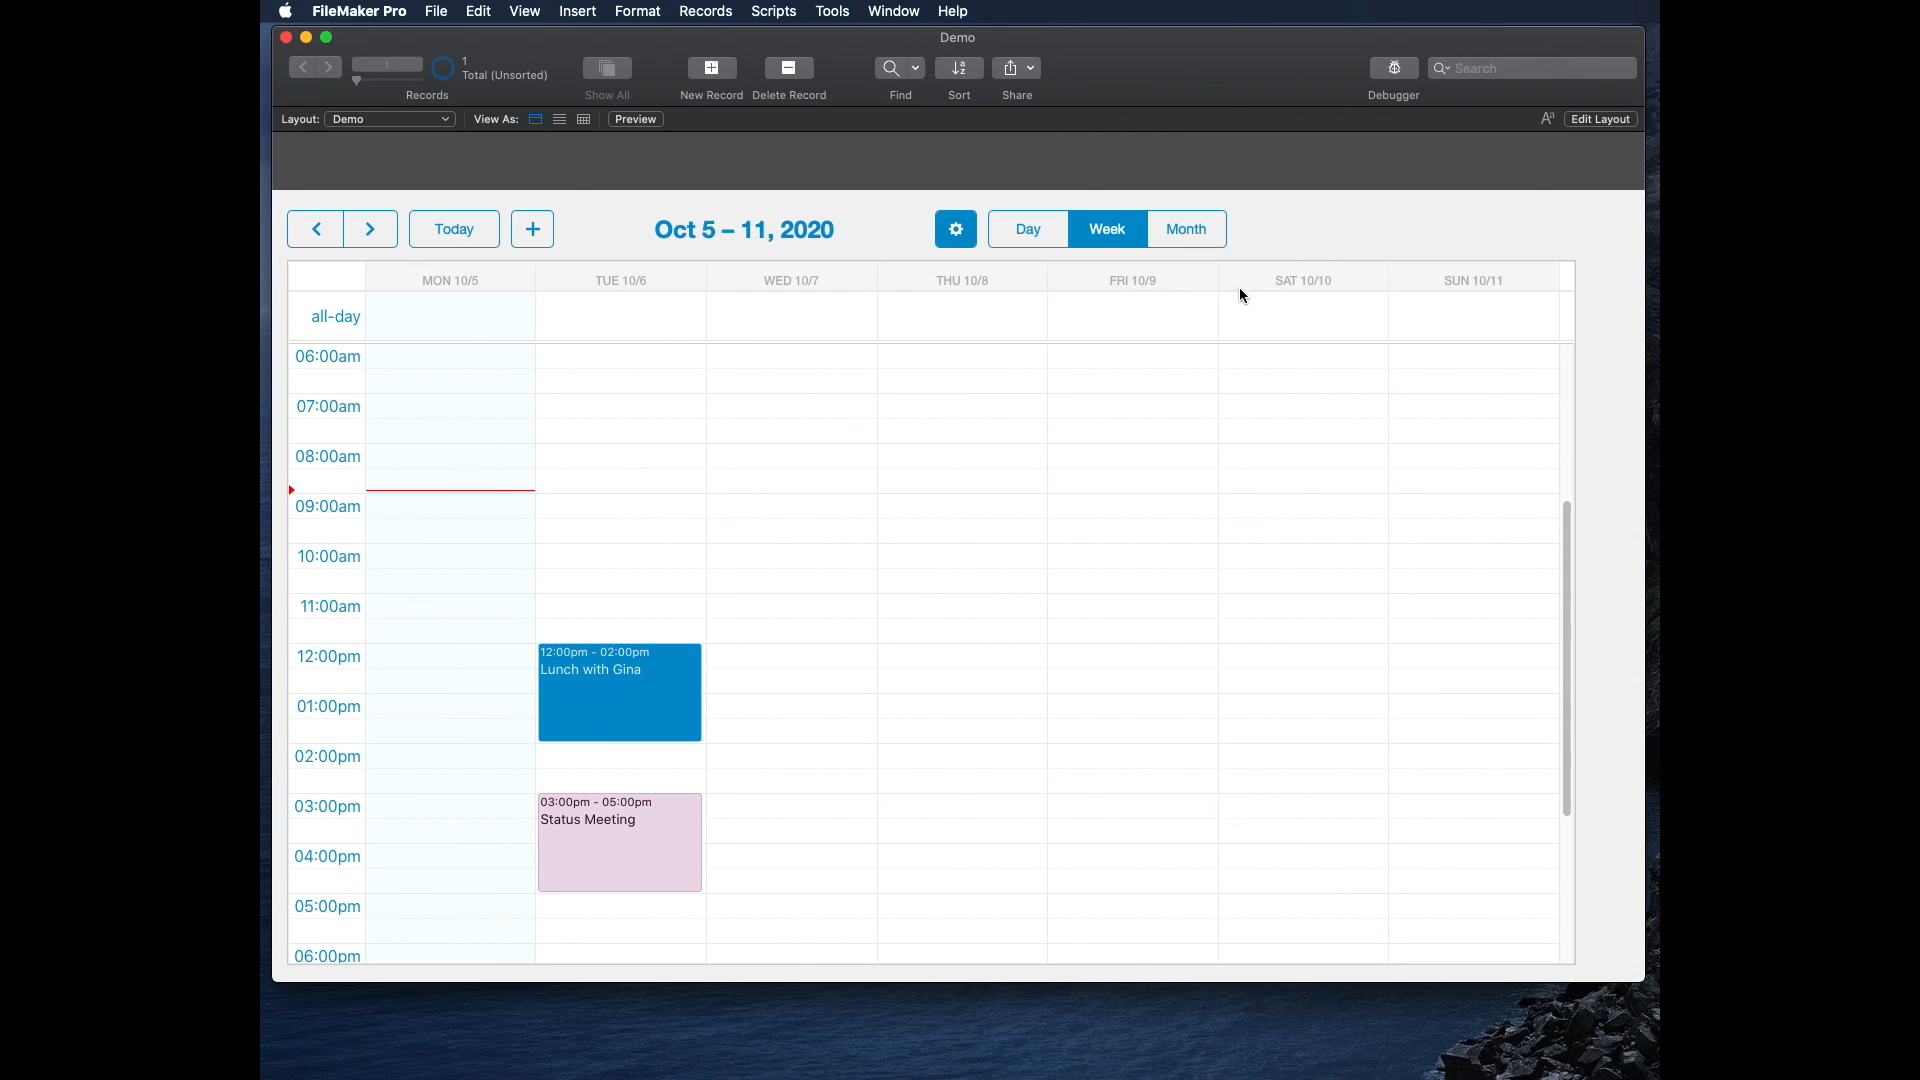 FileMaker Pro File Edit View Insert Format Records Scripts Tools Window Help
Demo
1
1
Total (Unsorted)
Search
Records Show All New Record Delete Record Find Sort Share Debugger
Layout: Demo View As: Preview Aa Edit Layout
Today + Oct 5 – 11, 2020 Day Week Month
MON 10/5 TUE 10/6 WED 10/7 THU 10/8 FRI 10/9 SAT 10/10 SUN 10/11
all-day
06:00am
07:00am
08:00am
09:00am
10:00am
11:00am
12:00pm
12:00pm - 02:00pm
Lunch with Gina
01:00pm
02:00pm
03:00pm
03:00pm - 05:00pm
Status Meeting
04:00pm
05:00pm
06:00pm